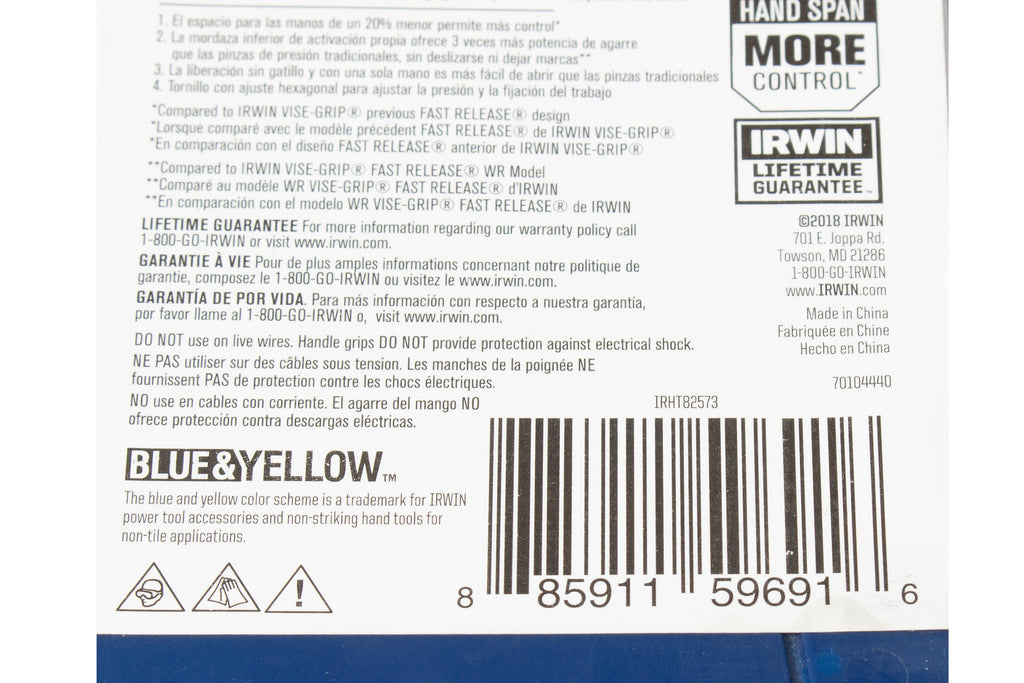 1. El espacio para las manos de un 20% menor permite más control*
2. La mordaza inferior de activación propia ofrece 3 veces más potencia de agarre
que las pinzas de presión tradicionales, sin deslizarse ni dejar marcas**
3. La liberación sin gatillo y con una sola mano es más fácil de abrir que las pinzas tradicionales
4. Tornillo con ajuste hexagonal para ajustar la presión y la fijación del trabajo
*Compared to IRWIN VISE-GRIP® previous FAST RELEASE® design
*Lorsque comparé avec le modèle précédent FAST RELEASE® de IRWIN VISE-GRIP®
*En comparación con el diseño FAST RELEASE® anterior de IRWIN VISE-GRIP®
**Compared to IRWIN VISE-GRIP® FAST RELEASE® WR Model
**Comparé au modèle WR VISE-GRIP® FAST RELEASE® d'IRWIN
**En comparación con el modelo WR VISE-GRIP® FAST RELEASE® de IRWIN
LIFETIME GUARANTEE For more information regarding our warranty policy call
1-800-GO-IRWIN or visit www.irwin.com.
GARANTIE À VIE Pour de plus amples informations concernant notre politique de
garantie, composez le 1-800-GO-IRWIN ou visitez le www.irwin.com.
GARANTÍA DE POR VIDA. Para más información con respecto a nuestra garantía,
por favor llame al 1-800-GO-IRWIN o, visit www.irwin.com.
DO NOT use on live wires. Handle grips DO NOT provide protection against electrical shock.
NE PAS utiliser sur des câbles sous tension. Les manches de la poignée NE
fournissent PAS de protection contre les chocs électriques.
NO use en cables con corriente. El agarre del mango NO
ofrece protección contra descargas eléctricas.
BLUE&YELLOW™
The blue and yellow color scheme is a trademark for IRWIN
power tool accessories and non-striking hand tools for
non-tile applications.
HAND SPAN
MORE
CONTROL*
IRWIN
LIFETIME
GUARANTEE™
©2018 IRWIN
701 E. Joppa Rd.
Towson, MD 21286
1-800-GO-IRWIN
www.IRWIN.com
Made in China
Fabriquée en Chine
Hecho en China
70104440
IRHT82573
8 85911 59691 6